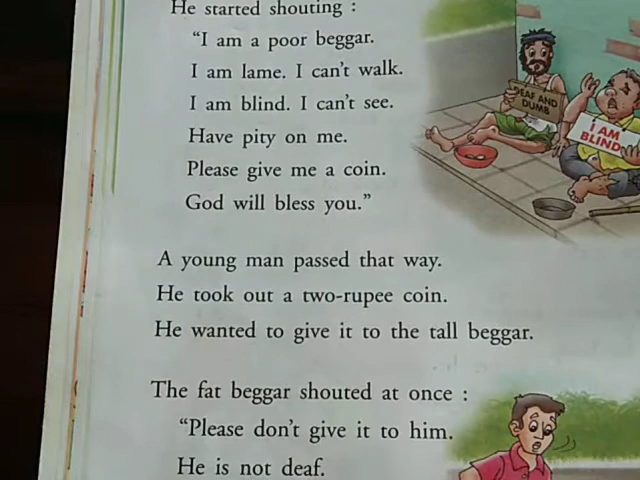 He started shouting :
“I am a poor beggar.
I am lame. I can’t walk.
I am blind. I can’t see.
Have pity on me.
Please give me a coin.
God will bless you.”
DEAF AND
DUMB
I AM
BLIND
A young man passed that way.
He took out a two-rupee coin.
He wanted to give it to the tall beggar.
The fat beggar shouted at once :
“Please don’t give it to him.
He is not deaf.